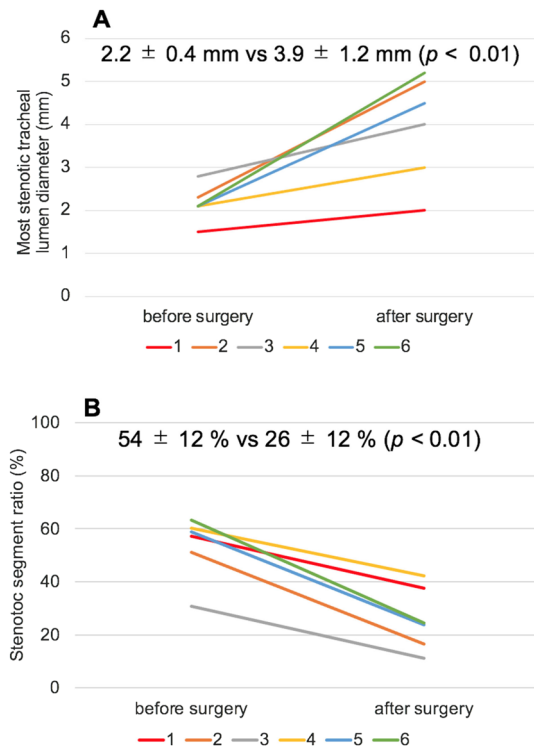 A
6
2.2 ± 0.4 mm vs 3.9 ± 1.2 mm (p < 0.01)
5
4
3
2
1
0
Most stenotic tracheal
lumen diameter (mm)
before surgery after surgery
1 2 3 4 5 6
B
100
54 ± 12 % vs 26 ± 12 % (p < 0.01)
80
60
40
20
0
Stenotoc segment ratio (%)
before surgery after surgery
1 2 3 4 5 6